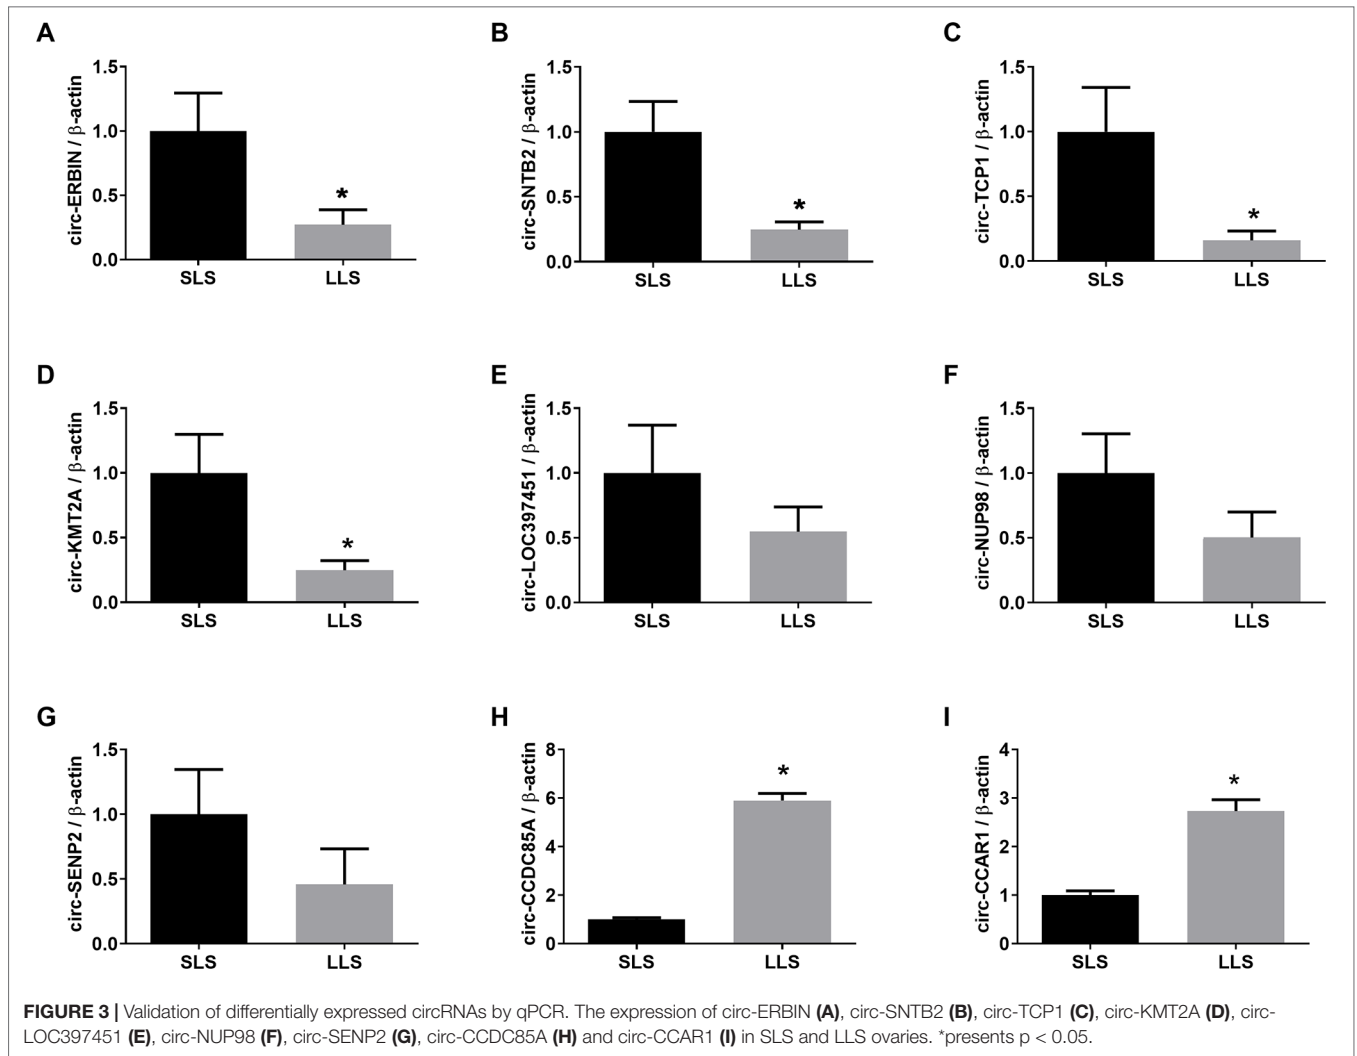 A
circ-ERBIN / β-actin
1.5
1.0
0.5
0.0
*
SLS
LLS
B
circ-SNTB2 / β-actin
1.5
1.0
0.5
0.0
*
SLS
LLS
C
circ-TCP1 / β-actin
1.5
1.0
0.5
0.0
*
SLS
LLS
D
circ-KMT2A / β-actin
1.5
1.0
0.5
0.0
*
SLS
LLS
E
circ-LOC397451 / β-actin
1.5
1.0
0.5
0.0
SLS
LLS
F
circ-NUP98 / β-actin
1.5
1.0
0.5
0.0
SLS
LLS
G
circ-SENP2 / β-actin
1.5
1.0
0.5
0.0
SLS
LLS
H
circ-CCDC85A / β-actin
8
6
4
2
0
*
SLS
LLS
I
circ-CCAR1 / β-actin
4
3
2
1
0
*
SLS
LLS
FIGURE 3 | Validation of differentially expressed circRNAs by qPCR. The expression of circ-ERBIN (A), circ-SNTB2 (B), circ-TCP1 (C), circ-KMT2A (D), circ-
LOC397451 (E), circ-NUP98 (F), circ-SENP2 (G), circ-CCDC85A (H) and circ-CCAR1 (I) in SLS and LLS ovaries. *presents p < 0.05.